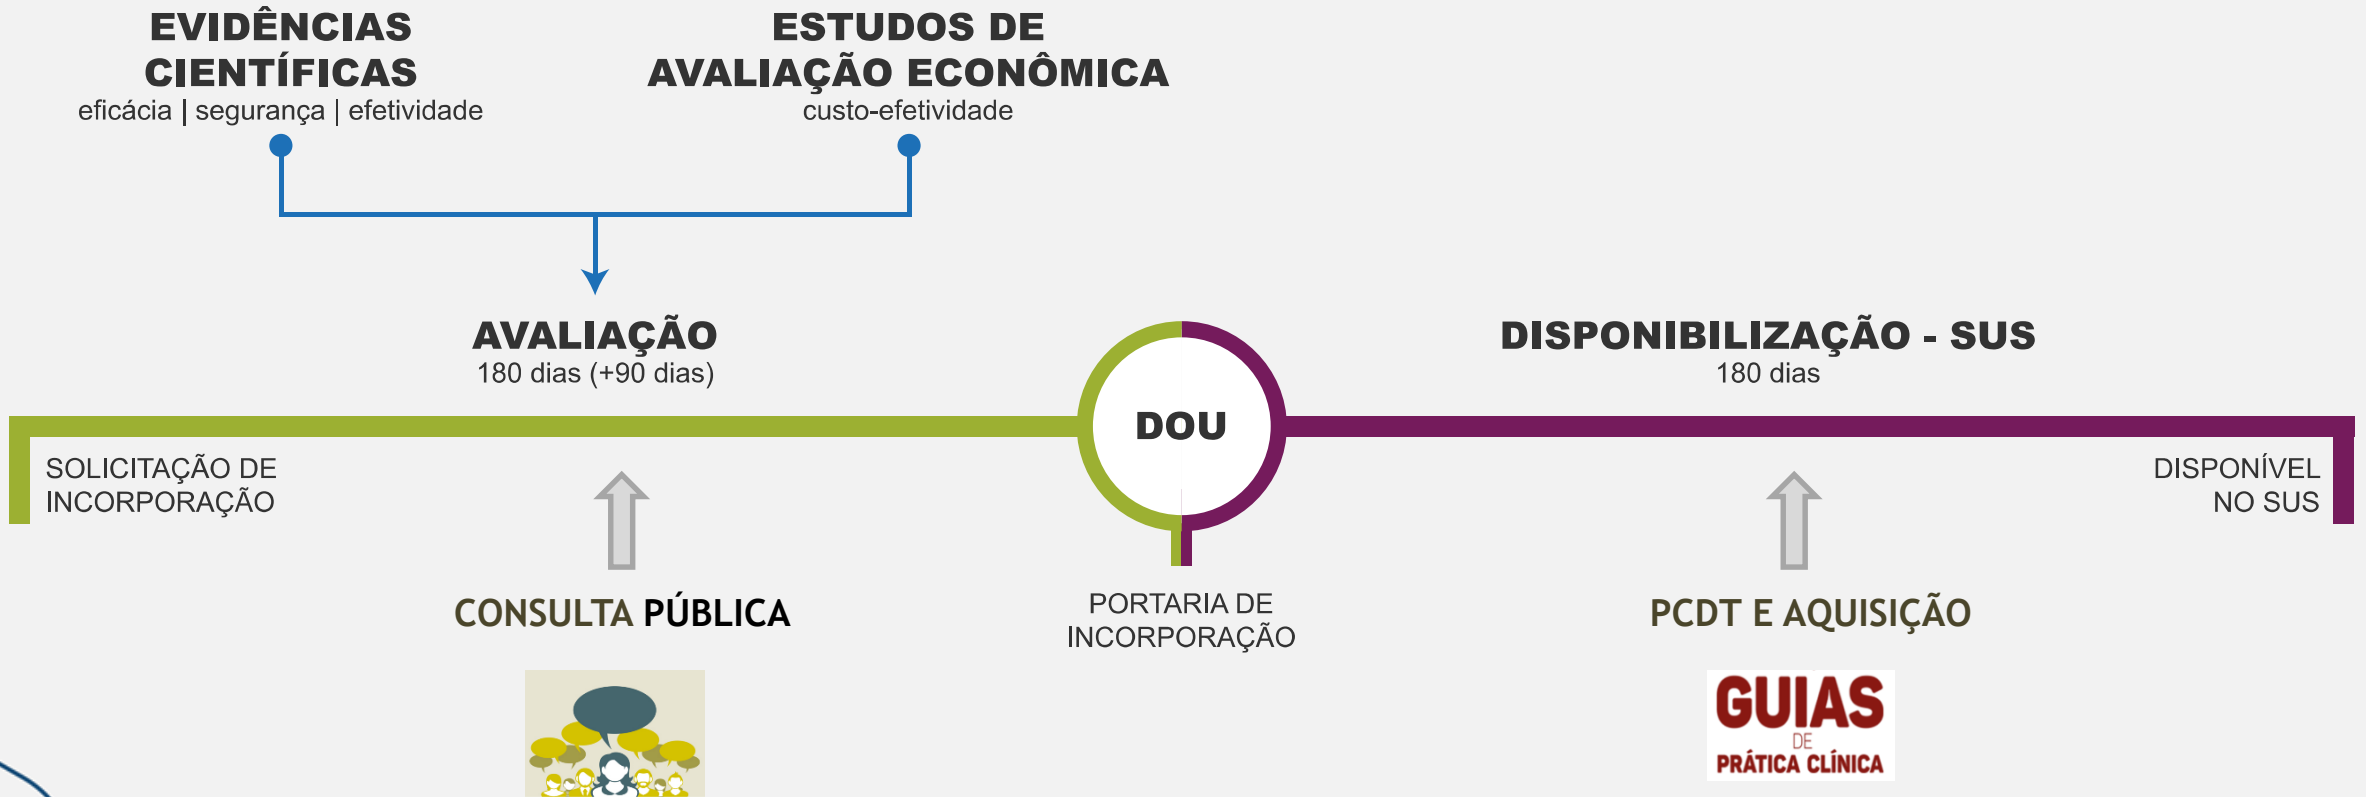 EVIDÊNCIAS
CIENTÍFICAS
eficácia | segurança | efetividade
ESTUDOS DE
AVALIAÇÃO ECONÔMICA
custo-efetividade
AVALIAÇÃO
180 dias (+90 dias)
DISPONIBILIZAÇÃO - SUS
180 dias
DOU
SOLICITAÇÃO DE
INCORPORAÇÃO
DISPONÍVEL
NO SUS
CONSULTA PÚBLICA
PORTARIA DE
INCORPORAÇÃO
PCDT E AQUISIÇÃO
GUIAS
DE
PRÁTICA CLÍNICA